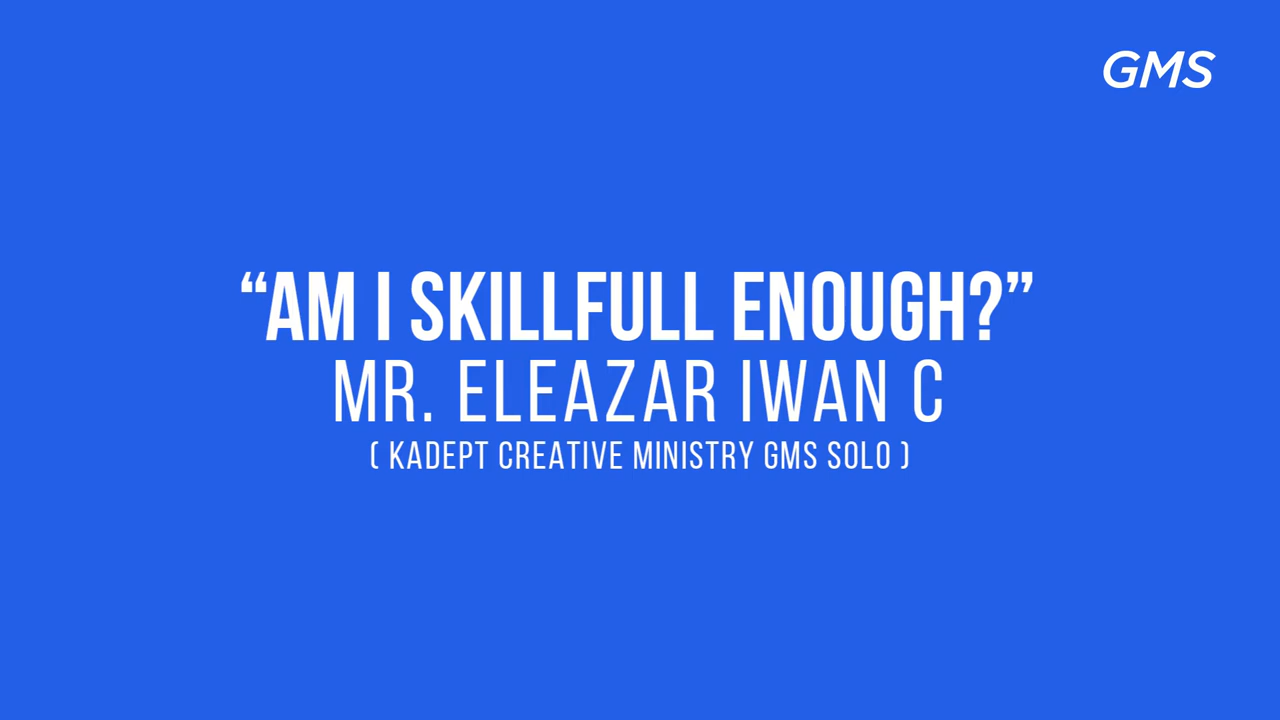 GMS
“AM I SKILLFULL ENOUGH?”
MR. ELEAZAR IWAN C
( KADEPT CREATIVE MINISTRY GMS SOLO )